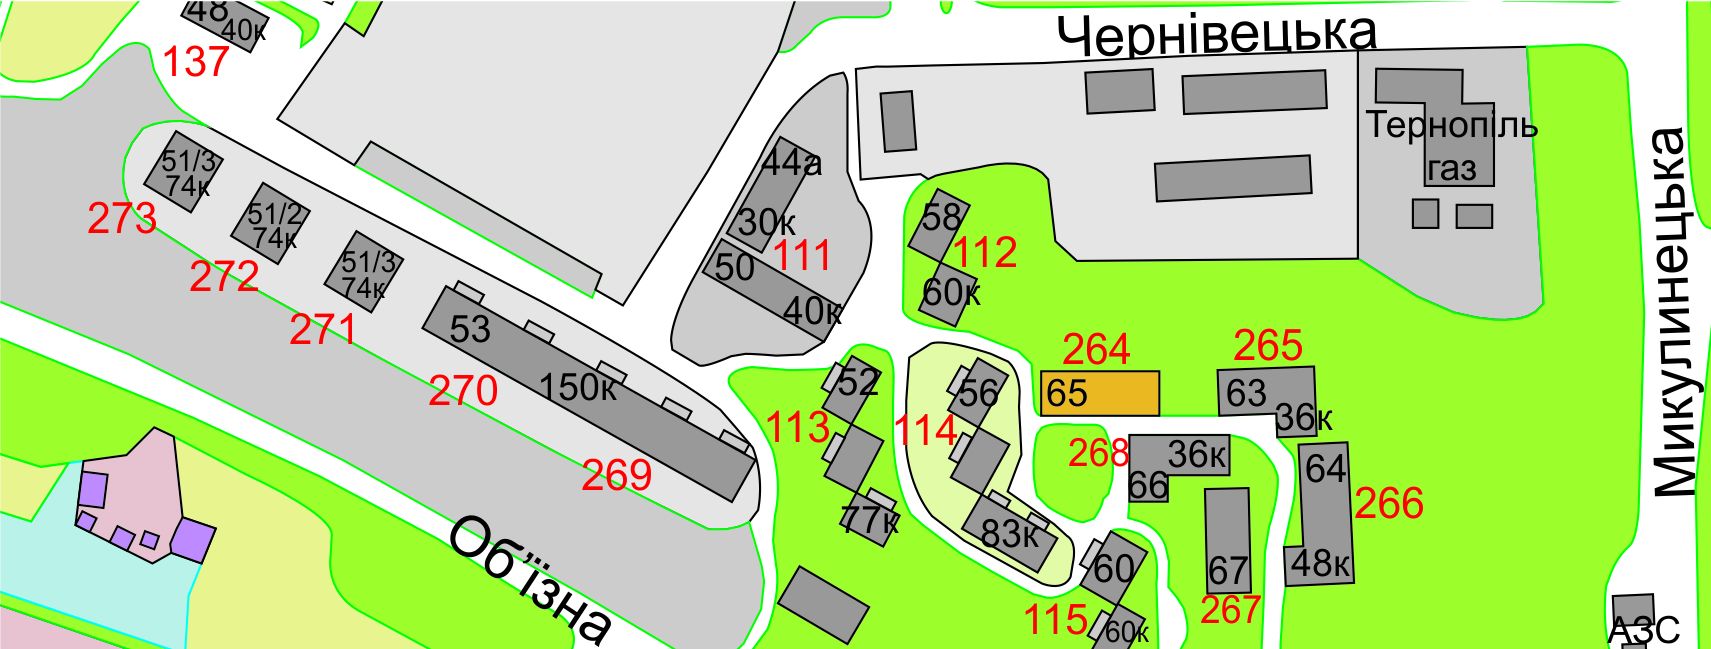 48
40к
137
Чернівецька
51/3
74к
273
51/2
74к
272
51/3
74к
271
53
150к
270
269
44а
30к
111
50
40к
58
112
60к
Тернопіль
газ
Микулинецька
52
113
77к
56
114
83к
264
65
265
63
36к
268
36к
66
64
266
48к
67
267
60
115
60к
Об’їзна
АЗС